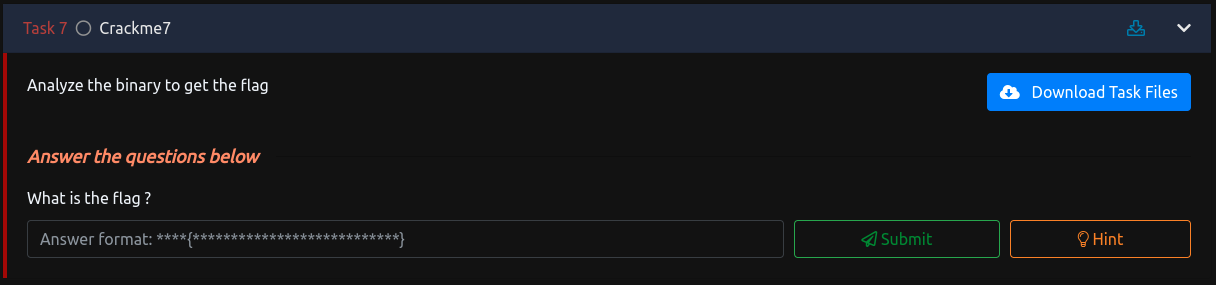 Task 7 Crackme7
Analyze the binary to get the flag
Download Task Files
Answer the questions below
What is the flag ?
Answer format: ****{***************************}
Submit
Hint